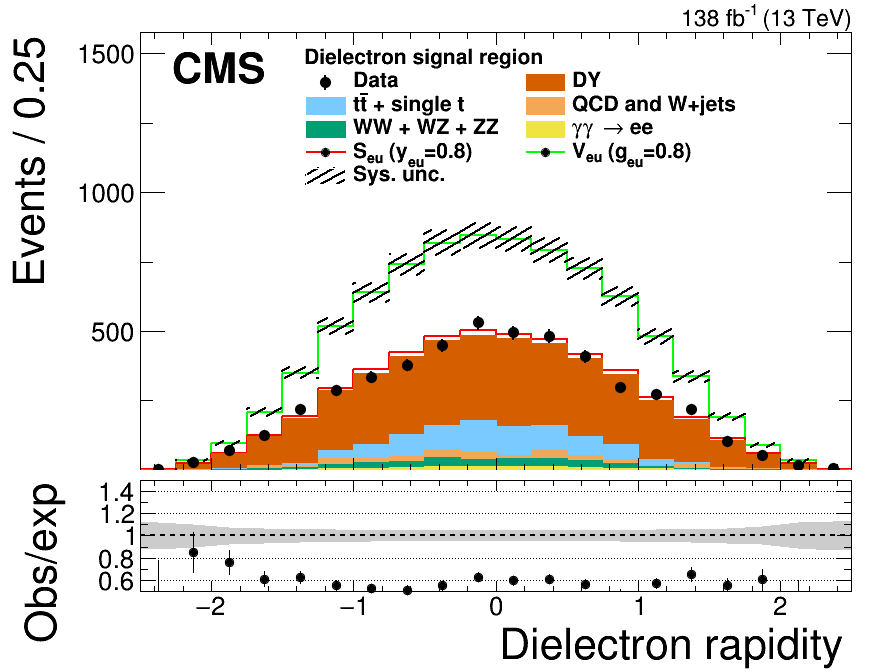 138 fb⁻¹ (13 TeV)
1500
1000
500
Events / 0.25
CMS
Dielectron signal region
Data
DY
tt̄ + single t
QCD and W+jets
WW + WZ + ZZ
γγ → ee
S_eu (y_eu=0.8)
V_eu (g_eu=0.8)
Sys. unc.
1.4
1.2
1
0.8
0.6
Obs/exp
−2 −1 0 1 2
Dielectron rapidity